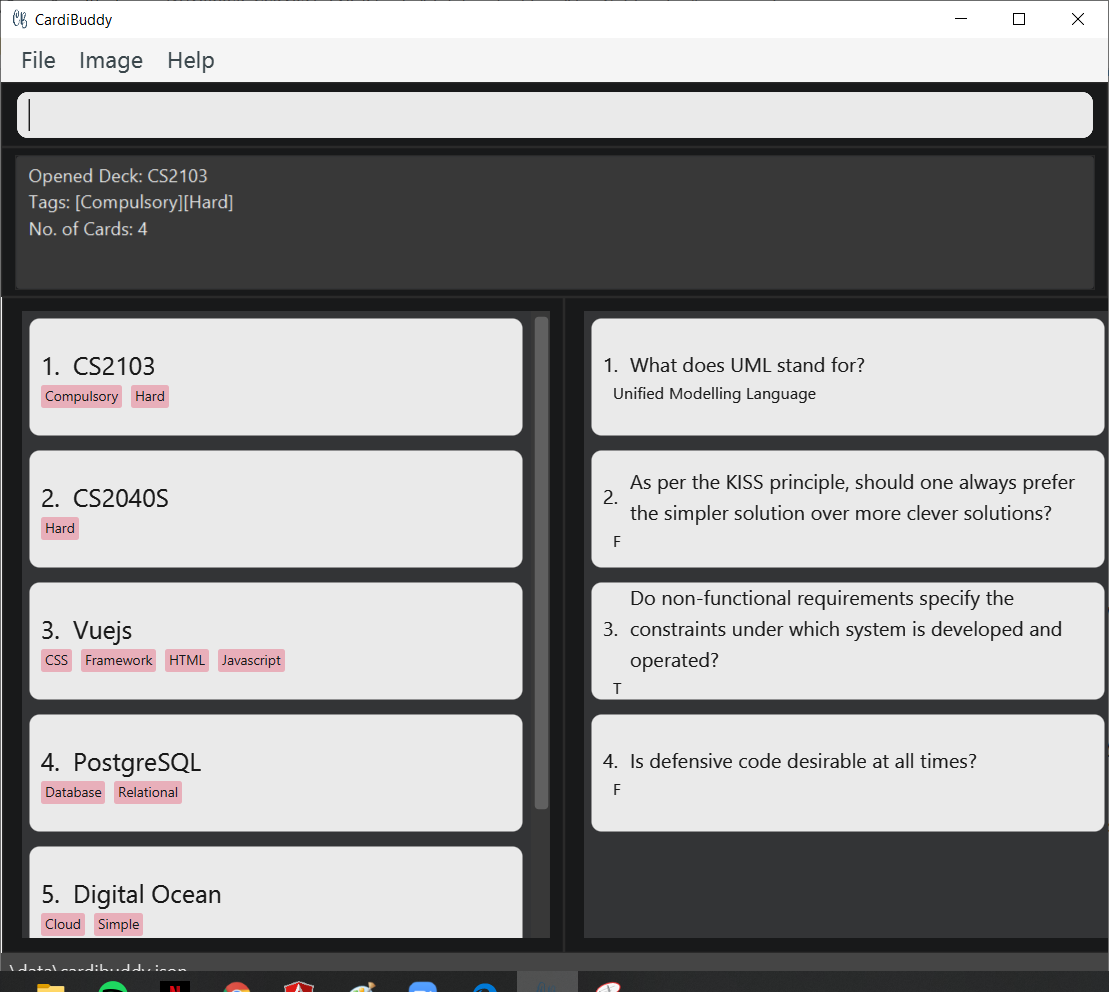 CardiBuddy
File Image Help
Opened Deck: CS2103
Tags: [Compulsory][Hard]
No. of Cards: 4
1. CS2103
Compulsory Hard
2. CS2040S
Hard
3. Vuejs
CSS Framework HTML Javascript
4. PostgreSQL
Database Relational
5. Digital Ocean
Cloud Simple
1. What does UML stand for?
Unified Modelling Language
2. As per the KISS principle, should one always prefer
the simpler solution over more clever solutions?
F
Do non-functional requirements specify the
3. constraints under which system is developed and
operated?
T
4. Is defensive code desirable at all times?
F
\data\cardibuddy.json